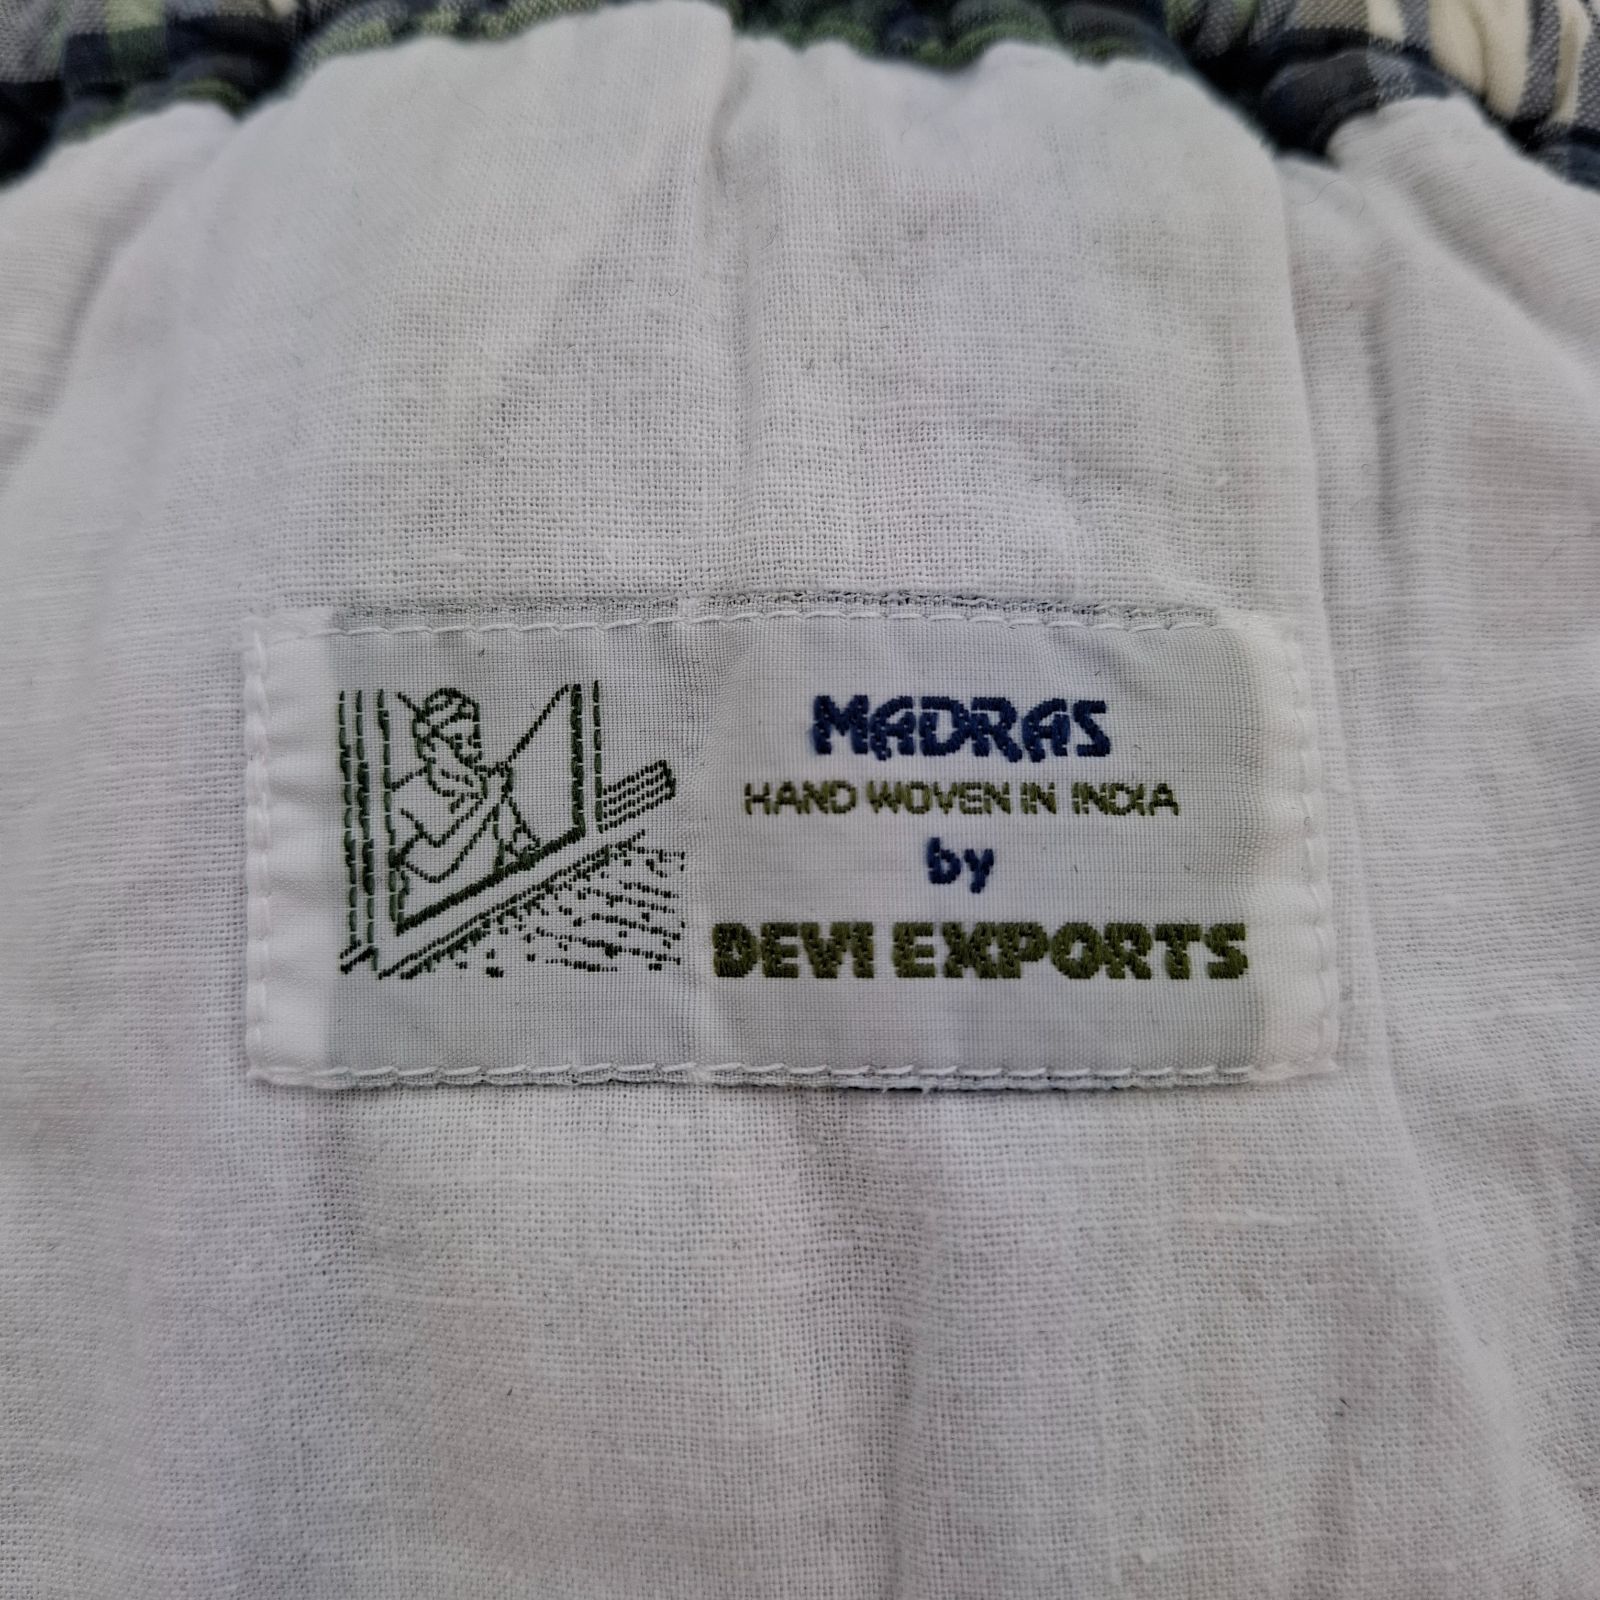 MADRAS
HAND WOVEN IN INDIA
by
DEVI EXPORTS